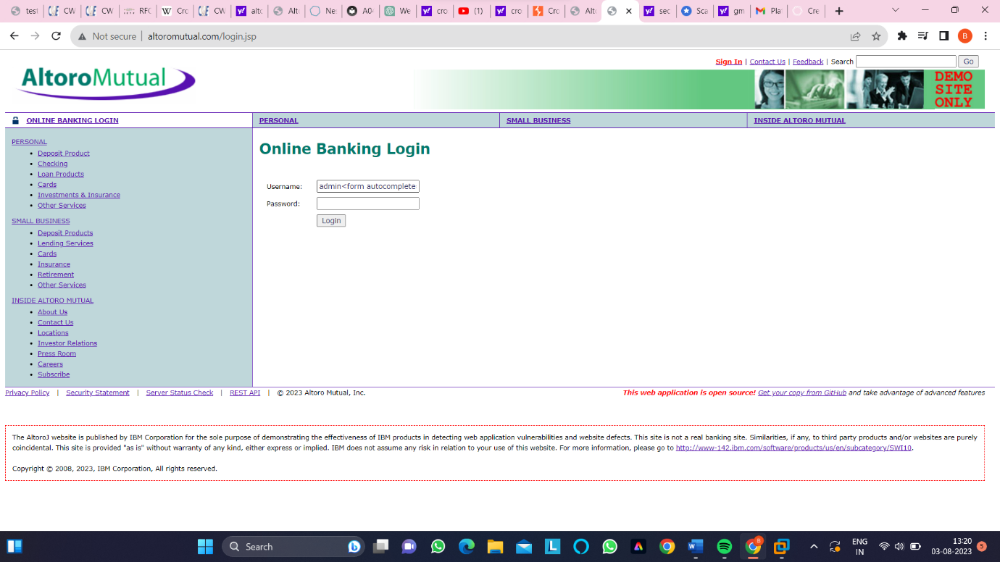 test
CW
CW
RFC
Cro
CW
alto
Alto
Nes
A04
We
cro
(1)
cro
Cro
Alto
sec
Sca
gm
Pla
Cre
Not secure
altoromutual.com/login.jsp
B
Sign In | Contact Us | Feedback | Search
Go
AltoroMutual
DEMO
SITE
ONLY
ONLINE BANKING LOGIN
PERSONAL
SMALL BUSINESS
INSIDE ALTORO MUTUAL
PERSONAL
• Deposit Product
• Checking
• Loan Products
• Cards
• Investments & Insurance
• Other Services
SMALL BUSINESS
• Deposit Products
• Lending Services
• Cards
• Insurance
• Retirement
• Other Services
INSIDE ALTORO MUTUAL
• About Us
• Contact Us
• Locations
• Investor Relations
• Press Room
• Careers
• Subscribe
Online Banking Login
Username:
admin<form autocomplete
Password:
Login
Privacy Policy | Security Statement | Server Status Check | REST API | © 2023 Altoro Mutual, Inc.
This web application is open source! Get your copy from GitHub and take advantage of advanced features
The AltoroJ website is published by IBM Corporation for the sole purpose of demonstrating the effectiveness of IBM products in detecting web application vulnerabilities and website defects. This site is not a real banking site. Similarities, if any, to third party products and/or websites are purely
coincidental. This site is provided "as is" without warranty of any kind, either express or implied. IBM does not assume any risk in relation to your use of this website. For more information, please go to http://www-142.ibm.com/software/products/us/en/subcategory/SWI10.
Copyright © 2008, 2023, IBM Corporation, All rights reserved.
Search
L
W
8
ENG
IN
13:20
03-08-2023
5